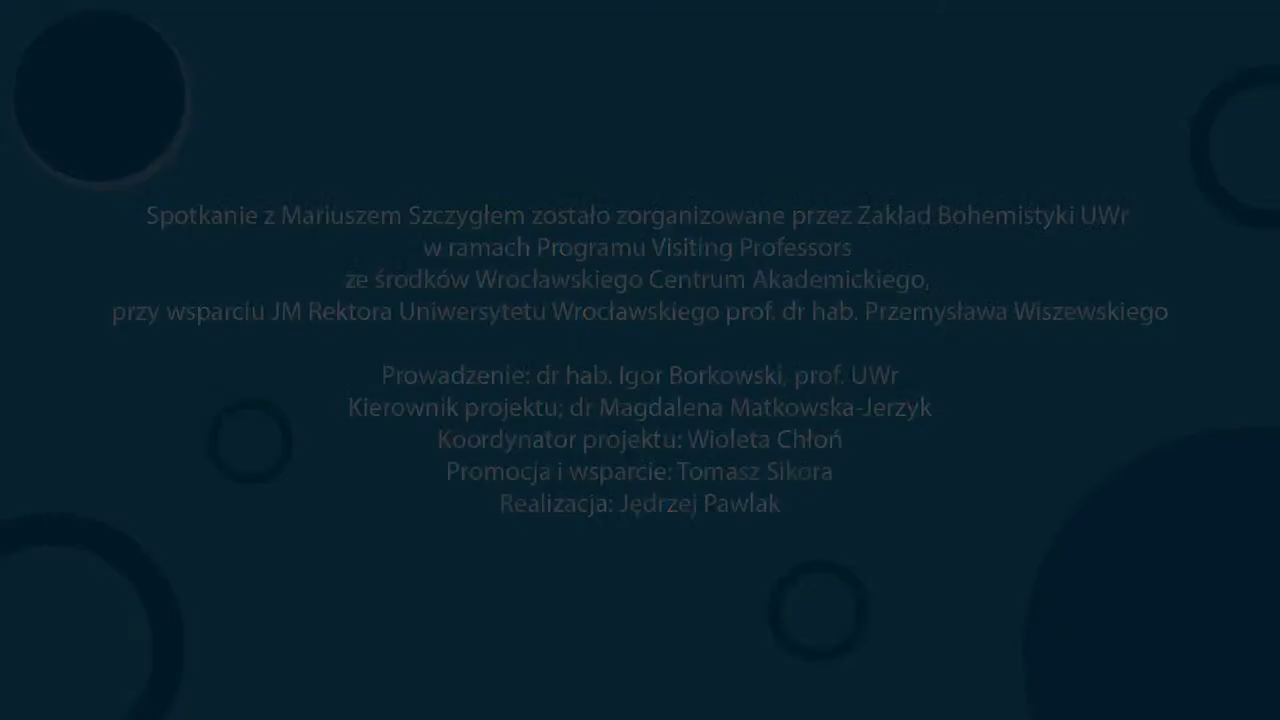 Spotkanie z Mariuszem Szczygłem zostało zorganizowane przez Zakład Bohemistyki UWr
w ramach Programu Visiting Professors
ze środków Wrocławskiego Centrum Akademickiego,
przy wsparciu JM Rektora Uniwersytetu Wrocławskiego prof. dr hab. Przemysława Wiszewskiego
Prowadzenie: dr hab. Igor Borkowski, prof. UWr
Kierownik projektu; dr Magdalena Matkowska-Jerzyk
Koordynator projektu: Wioleta Chłoń
Promocja i wsparcie: Tomasz Sikora
Realizacja: Jędrzej Pawlak